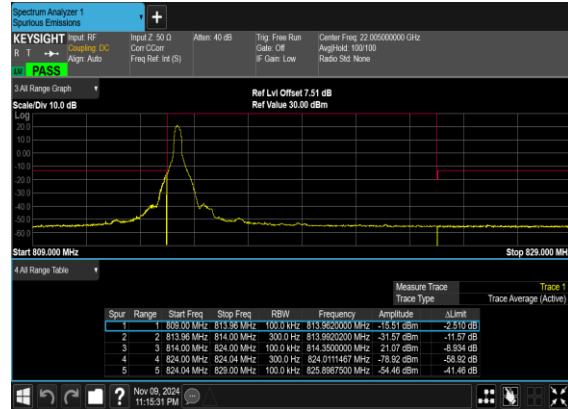 Spectrum Analyzer 1
Spurious Emissions
KEYSIGHT Input: RF Input Z: 50 Ω Atten: 40 dB Trig: Free Run Center Freq: 22.005000000 GHz
R T Coupling: DC Corr CCorr Gate: Off Avg|Hold: 100/100
Align: Auto Freq Ref: Int (S) IF Gain: Low Radio Std: None
PASS
3 All Range Graph
Ref Lvl Offset 7.51 dB
Scale/Div 10.0 dB Ref Value 30.00 dBm
Log
20.0
10.0
0.00
-10.0
-20.0
-30.0
-40.0
-50.0
-60.0
Start 809.000 MHz Stop 829.000 MH
4 All Range Table
Measure Trace Trace 1
Trace Type Trace Average (Active)
Spur Range Start Freq Stop Freq RBW Frequency Amplitude ΔLimit
1 1 809.00 MHz 813.96 MHz 100.0 kHz 813.9620000 MHz -15.51 dBm -2.510 dB
2 2 813.96 MHz 814.00 MHz 300.0 Hz 813.9920200 MHz -31.57 dBm -11.57 dB
3 3 814.00 MHz 824.00 MHz 100.0 kHz 814.3500000 MHz 21.07 dBm -8.934 dB
4 4 824.00 MHz 824.04 MHz 300.0 Hz 824.0111467 MHz -78.92 dBm -58.92 dB
5 5 824.04 MHz 829.00 MHz 100.0 kHz 825.8987500 MHz -54.46 dBm -41.46 dB
Nov 09, 2024
11:15:31 PM